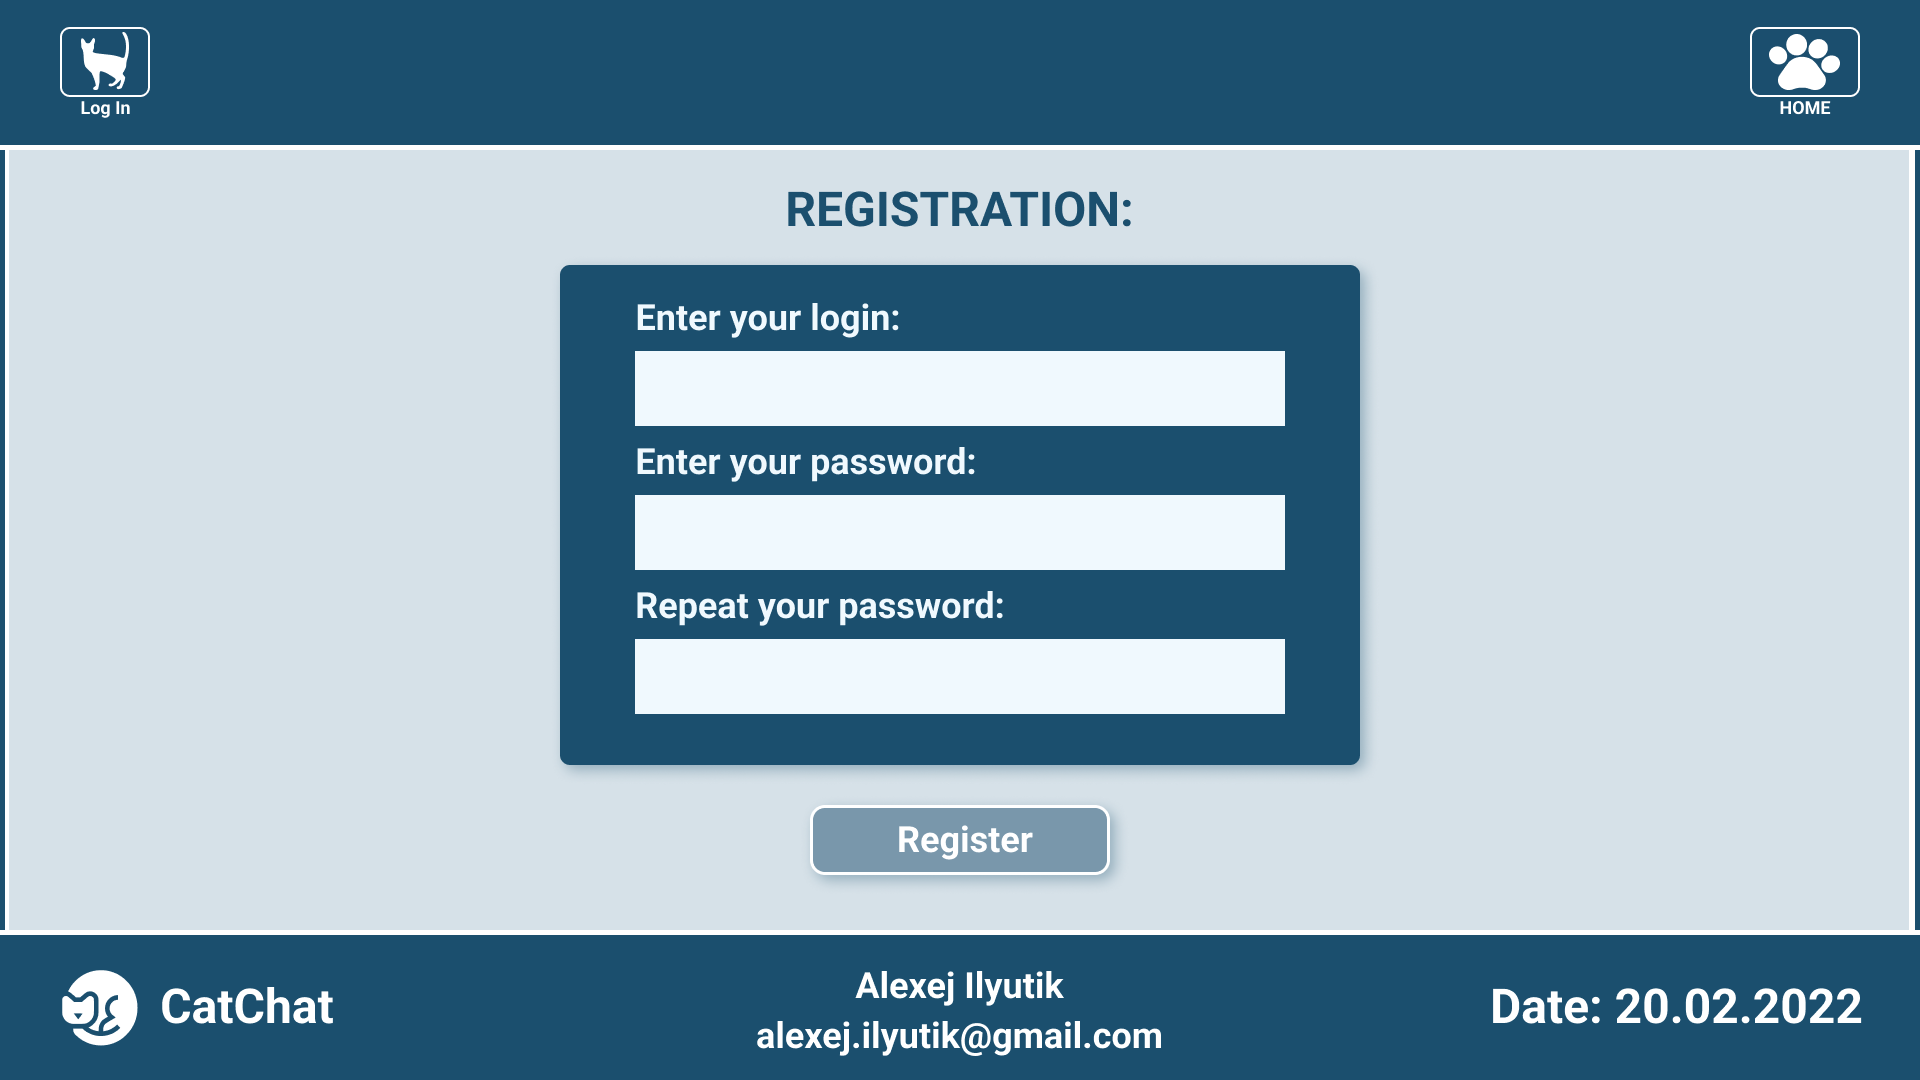 Log In
HOME
REGISTRATION:
Enter your login:
Enter your password:
Repeat your password:
Register
CatChat
Alexej Ilyutik
alexej.ilyutik@gmail.com
Date: 20.02.2022